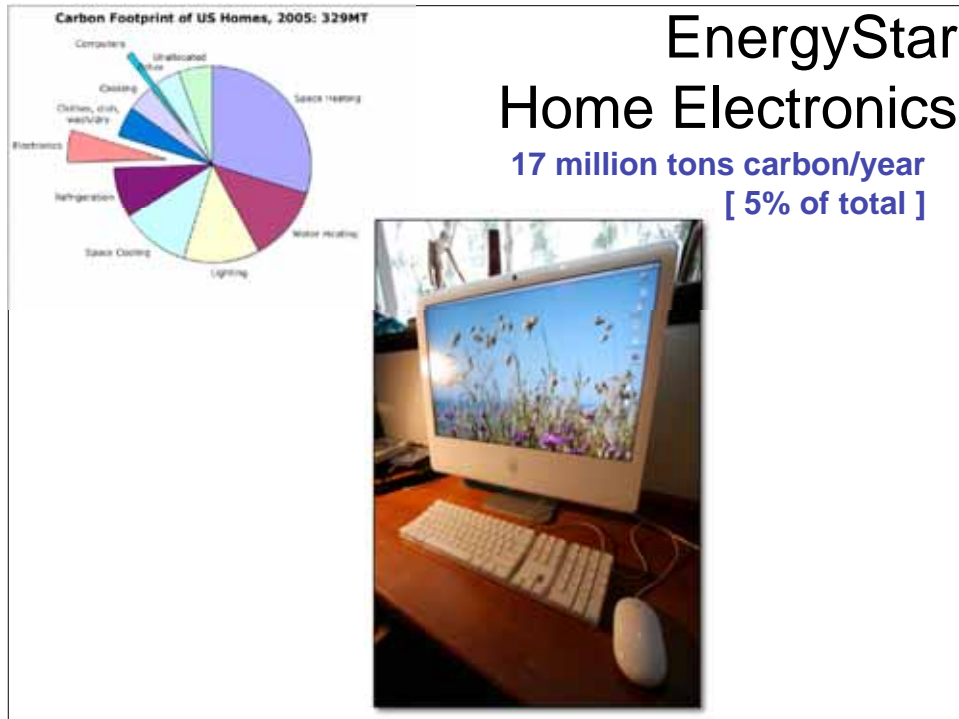 Carbon Footprint of US Homes, 2005: 329MT
Computers
Unallocated
Other
Cooking
Space Heating
Clothes, dish,
wash/dry
Electronics
Refrigeration
Water Heating
Space Cooling
Lighting
EnergyStar
Home Electronics
17 million tons carbon/year
[ 5% of total ]